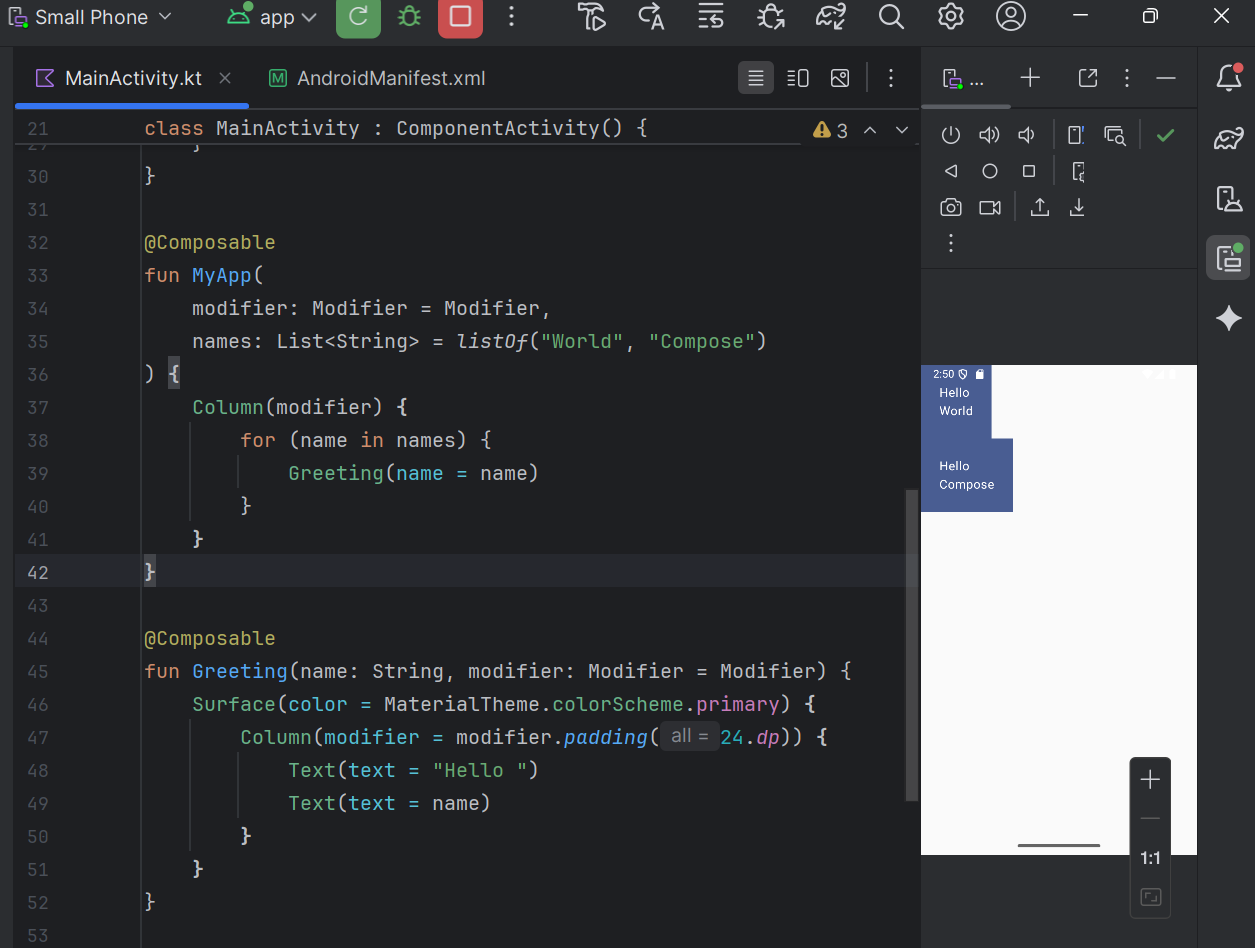 Small Phone
app
MainActivity.kt
AndroidManifest.xml
...
21 class MainActivity : ComponentActivity() {
3
29 }
30 }
31
32 @Composable
33 fun MyApp(
34 modifier: Modifier = Modifier,
35 names: List<String> = listOf("World", "Compose")
36 ) {
37 Column(modifier) {
38 for (name in names) {
39 Greeting(name = name)
40 }
41 }
42 }
43
44 @Composable
45 fun Greeting(name: String, modifier: Modifier = Modifier) {
46 Surface(color = MaterialTheme.colorScheme.primary) {
47 Column(modifier = modifier.padding( all = 24.dp)) {
48 Text(text = "Hello ")
49 Text(text = name)
50 }
51 }
52 }
53
2:50
Hello
World
Hello
Compose
1:1